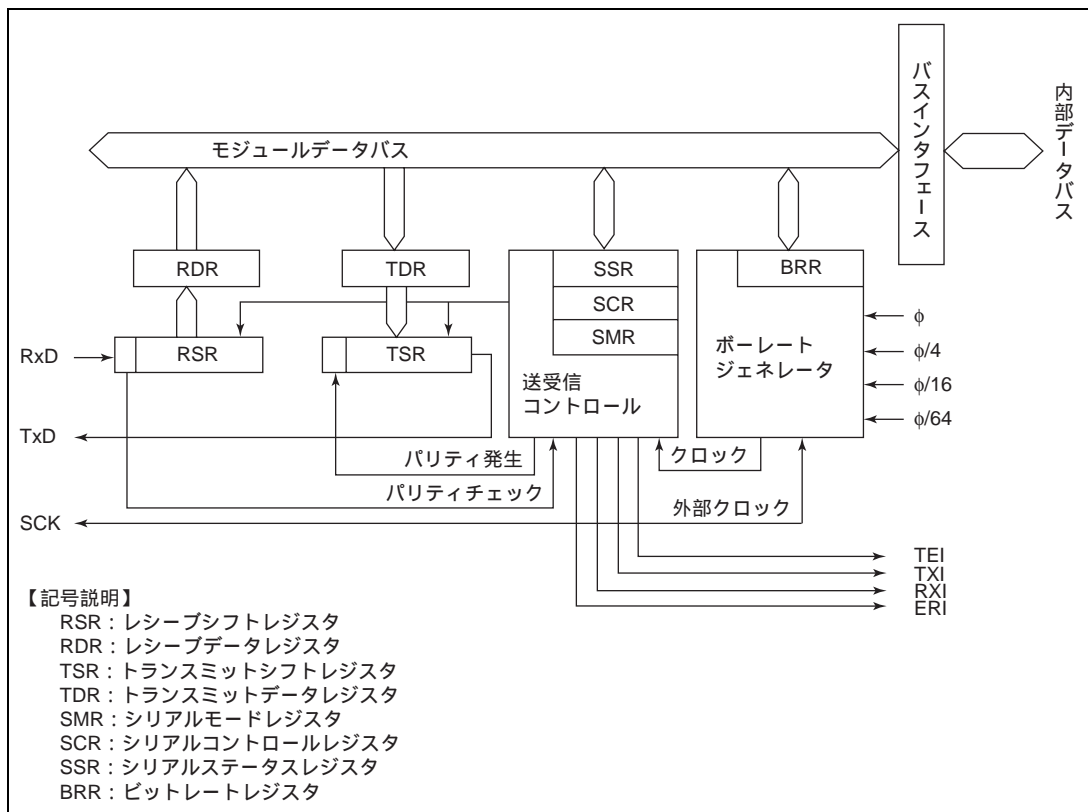 バスインタフェース
内部データバス
モジュールデータバス
RDR
TDR
SSR
BRR
SCR
SMR
RxD
RSR
TSR
ボーレート
ジェネレータ
φ
φ/4
φ/16
φ/64
送受信
コントロール
TxD
パリティ発生
クロック
パリティチェック
外部クロック
SCK
TEI
TXI
RXI
ERI
【記号説明】
RSR：レシーブシフトレジスタ
RDR：レシーブデータレジスタ
TSR：トランスミットシフトレジスタ
TDR：トランスミットデータレジスタ
SMR：シリアルモードレジスタ
SCR：シリアルコントロールレジスタ
SSR：シリアルステータスレジスタ
BRR：ビットレートレジスタ